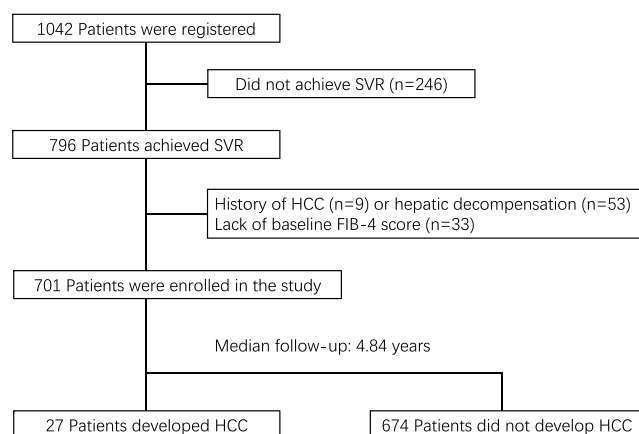 1042 Patients were registered
Did not achieve SVR (n=246)
796 Patients achieved SVR
History of HCC (n=9) or hepatic decompensation (n=53)
Lack of baseline FIB-4 score (n=33)
701 Patients were enrolled in the study
Median follow-up: 4.84 years
27 Patients developed HCC
674 Patients did not develop HCC